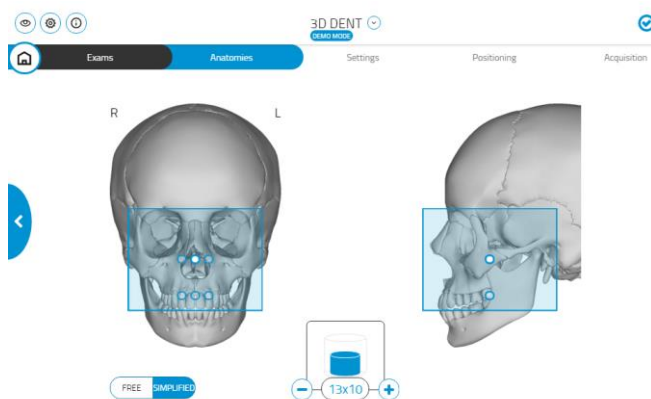 3D DENT
DEMO MODE
Exams
Anatomies
Settings
Positioning
Acquisition
R
L
FREE
SIMPLIFIED
13x10